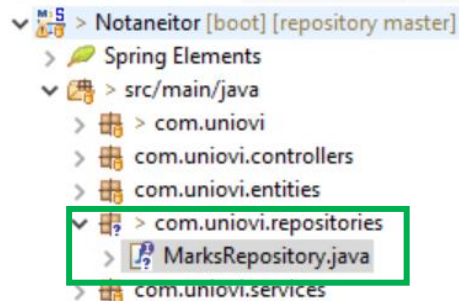 > Notaneitor [boot] [repository master]
> Spring Elements
> src/main/java
> > com.uniovi
> com.uniovi.controllers
> com.uniovi.entities
> com.uniovi.repositories
> MarksRepository.java
> com.uniovi.services